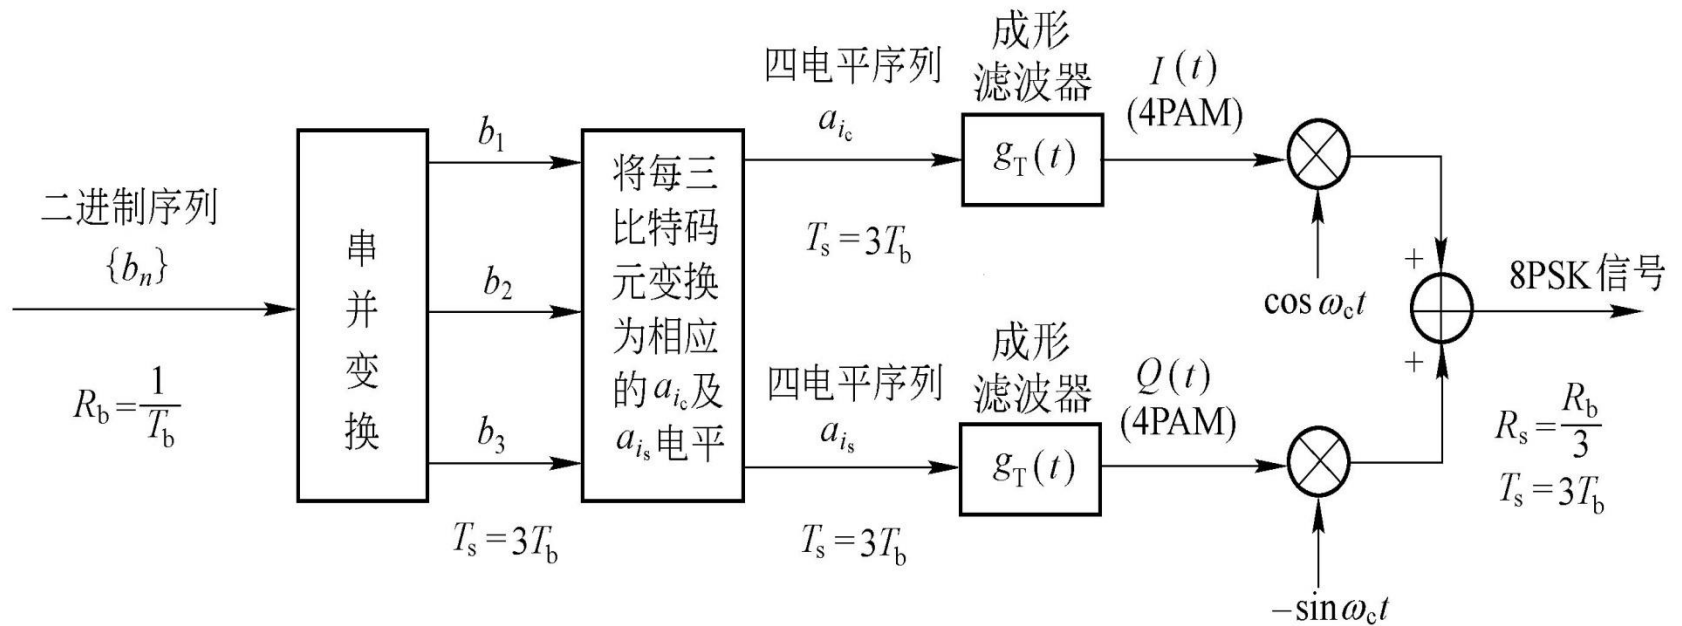 二进制序列
{bₙ}
R_b = 1/T_b
串
并
变
换
b₁
b₂
b₃
T_s = 3T_b
将每三
比特码
元变换
为相应
的 a_{i_c} 及
a_{i_s} 电平
四电平序列
a_{i_c}
T_s = 3T_b
四电平序列
a_{i_s}
T_s = 3T_b
成形
滤波器
g_T(t)
成形
滤波器
g_T(t)
I(t)
(4PAM)
Q(t)
(4PAM)
cos ω_c t
−sin ω_c t
+
+
8PSK 信号
R_s = R_b/3
T_s = 3T_b